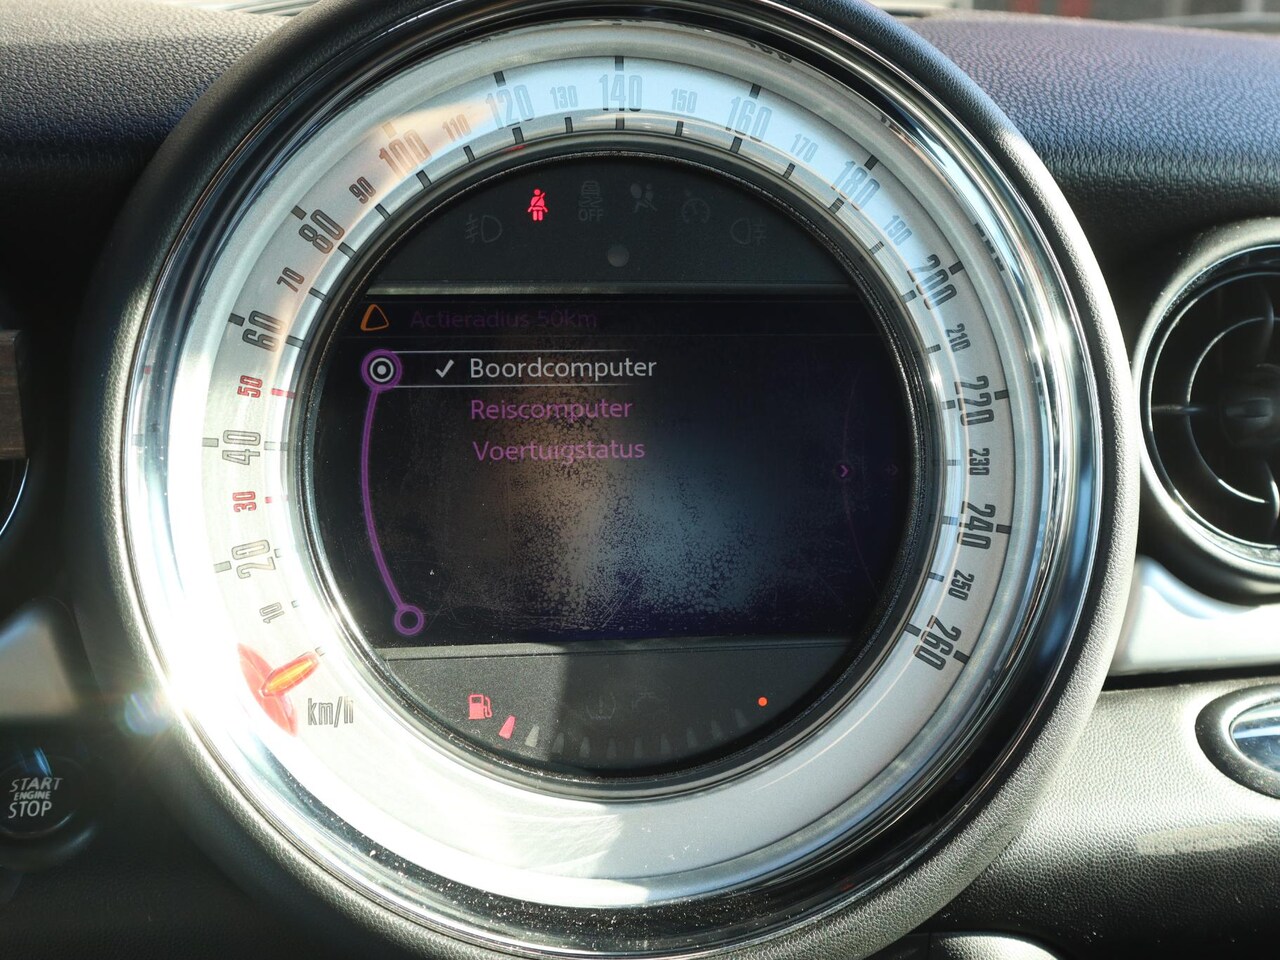 10
20
30
40
50
60
70
80
90
100
110
120
130
140
150
160
170
180
190
200
210
220
230
240
250
260
km/h
OFF
Actieradius 50km
Boordcomputer
Reiscomputer
Voertuigstatus
START
ENGINE
STOP